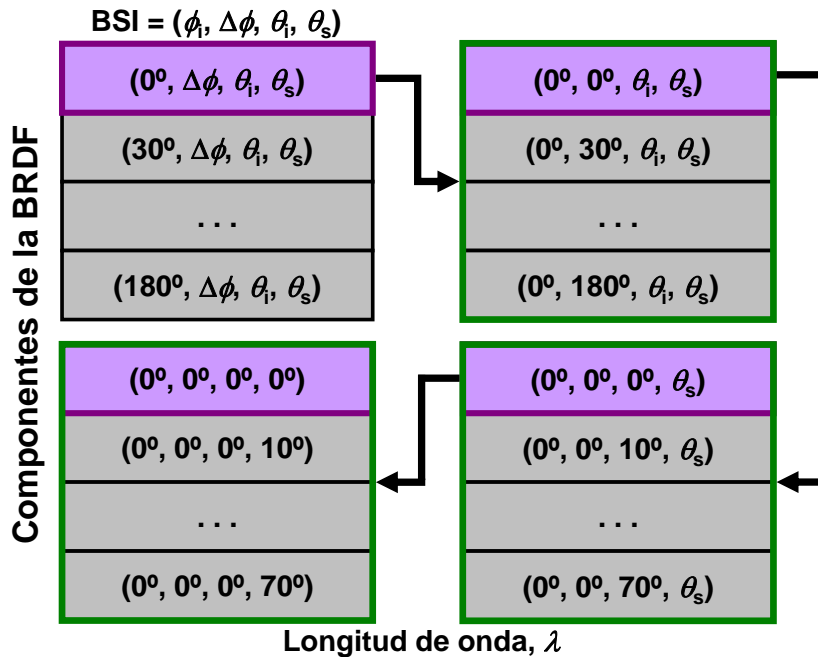 BSI = (ϕi, Δϕ, θi, θs)
Componentes de la BRDF
(0º, Δϕ, θi, θs)
(30º, Δϕ, θi, θs)
. . .
(180º, Δϕ, θi, θs)
(0º, 0º, θi, θs)
(0º, 30º, θi, θs)
. . .
(0º, 180º, θi, θs)
(0º, 0º, 0º, 0º)
(0º, 0º, 0º, 10º)
. . .
(0º, 0º, 0º, 70º)
(0º, 0º, 0º, θs)
(0º, 0º, 10º, θs)
. . .
(0º, 0º, 70º, θs)
Longitud de onda, λ